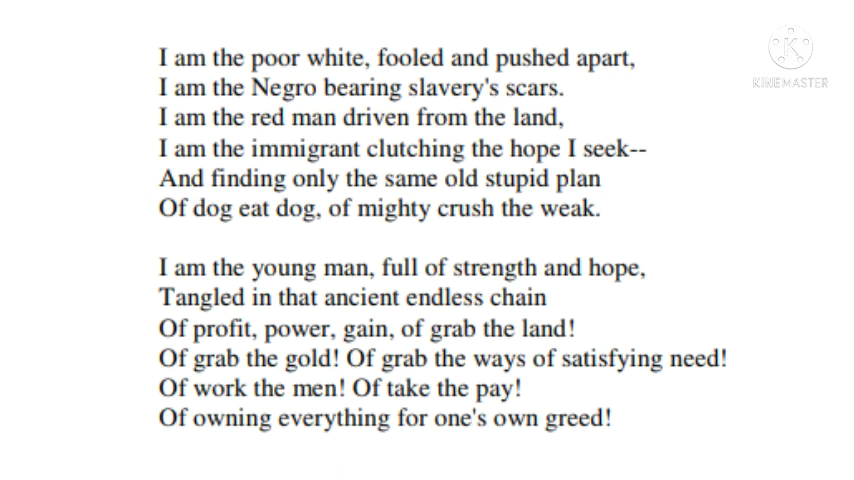 I am the poor white, fooled and pushed apart,
I am the Negro bearing slavery's scars.
I am the red man driven from the land,
I am the immigrant clutching the hope I seek--
And finding only the same old stupid plan
Of dog eat dog, of mighty crush the weak.
I am the young man, full of strength and hope,
Tangled in that ancient endless chain
Of profit, power, gain, of grab the land!
Of grab the gold! Of grab the ways of satisfying need!
Of work the men! Of take the pay!
Of owning everything for one's own greed!
K
KINEMASTER